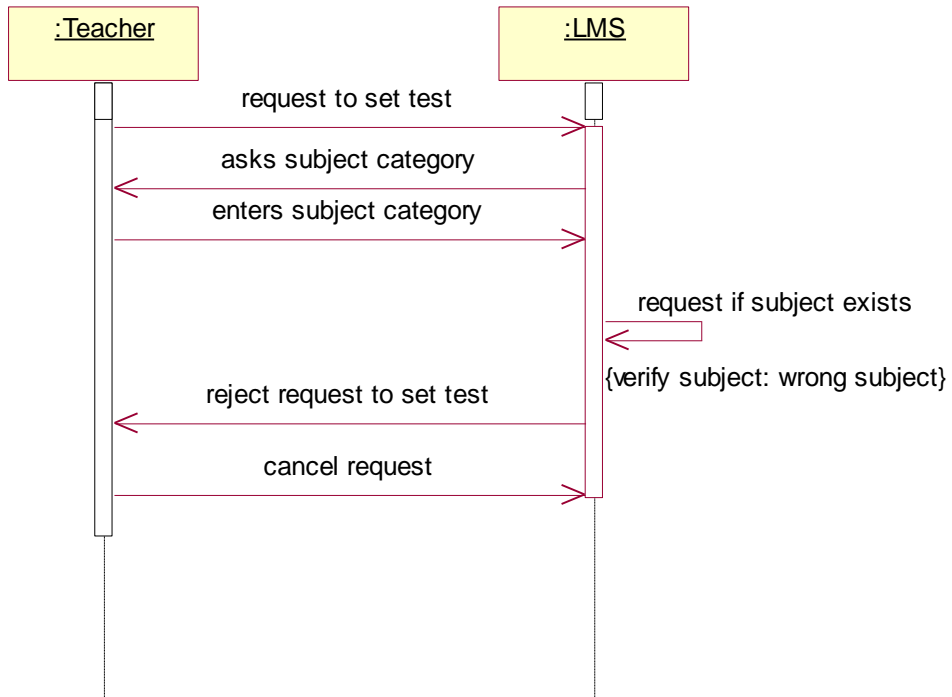 :Teacher
:LMS
request to set test
asks subject category
enters subject category
request if subject exists
{verify subject: wrong subject}
reject request to set test
cancel request